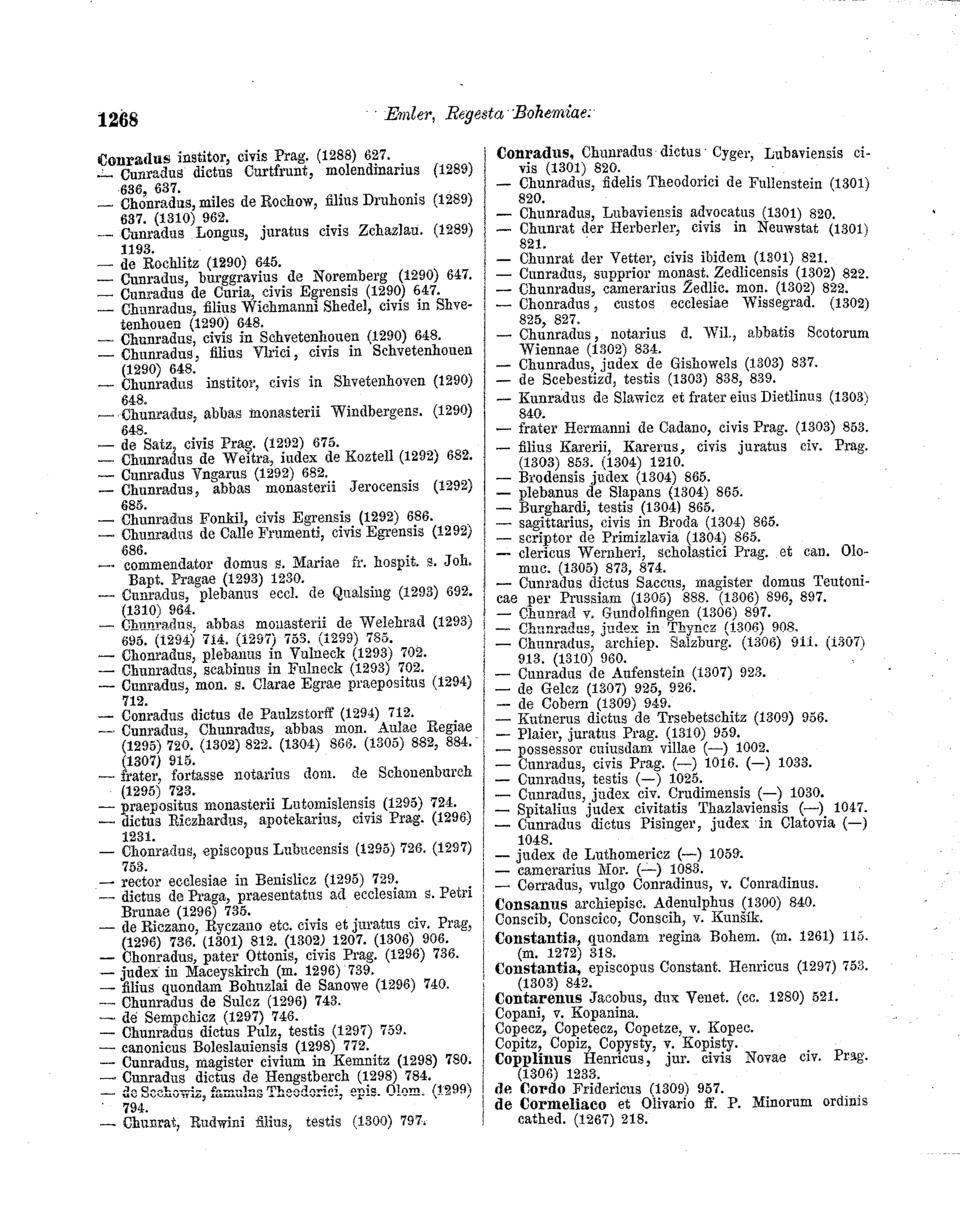 1268
Emler, Regesta Bohemiae.
Conradus institor, civis Prag. (1288) 627.
— Cunradus dictus Curtfrunt, molendinarius (1289)
636, 637.
— Chonradus, miles de Rochow, filius Druhonis (1289)
637. (1310) 962.
— Cunradus Longus, juratus civis Zchazlau. (1289)
1193.
— de Rochlitz (1290) 645.
— Cunradus, burggravius de Noremberg (1290) 647.
— Cunradus de Curia, civis Egrensis (1290) 647.
— Chunradus, filius Wichmanni Shedel, civis in Shve-
tenhouen (1290) 648.
— Chunradus, civis in Schvetenhouen (1290) 648.
— Chunradus, filius Vlrici, civis in Schvetenhouen
(1290) 648.
— Chunradus institor, civis in Shvetenhoven (1290)
648.
— Chunradus, abbas monasterii Windbergens. (1290)
648.
— de Satz, civis Prag. (1292) 675.
— Chunradus de Weitra, iudex de Koztell (1292) 682.
— Cunradus Vngarus (1292) 682.
— Chunradus, abbas monasterii Jerocensis (1292)
685.
— Chunradus Fonkil, civis Egrensis (1292) 686.
— Chunradus de Calle Frumenti, civis Egrensis (1292)
686.
— commendator domus s. Mariae fr. hospit. s. Joh.
Bapt. Pragae (1293) 1230.
— Cunradus, plebanus eccl. de Qualsing (1293) 692.
(1310) 964.
— Chunradus, abbas monasterii de Welehrad (1293)
695. (1294) 714. (1297) 753. (1299) 785.
— Chonradus, plebanus in Vulneck (1293) 702.
— Chunradus, scabinus in Fulneck (1293) 702.
— Cunradus, mon. s. Clarae Egrae praepositus (1294)
712.
— Conradus dictus de Paulzstorff (1294) 712.
— Cunradus, Chunradus, abbas mon. Aulae Regiae
(1295) 720. (1302) 822. (1304) 866. (1305) 882, 884.
(1307) 915.
— frater, fortasse notarius dom. de Schonenburch
(1295) 723.
— praepositus monasterii Lutomislensis (1295) 724.
— dictus Riczhardus, apotekarius, civis Prag. (1296)
1231.
— Chonradus, episcopus Lubucensis (1295) 726. (1297)
753.
— rector ecclesiae in Benislicz (1295) 729.
— dictus de Praga, praesentatus ad ecclesiam s. Petri
Brunae (1296) 735.
— de Riczano, Ryczano etc. civis et juratus civ. Prag,
(1296) 736. (1301) 812. (1302) 1207. (1306) 906.
— Chonradus, pater Ottonis, civis Prag. (1296) 736.
— judex in Maceyskirch (m. 1296) 739.
— filius quondam Bohuzlai de Sanowe (1296) 740.
— Chunradus de Sulcz (1296) 743.
— de Sempchicz (1297) 746.
— Chunradus dictus Pulz, testis (1297) 759.
— canonicus Boleslauiensis (1298) 772.
— Cunradus, magister civium in Kemnitz (1298) 780.
— Cunradus dictus de Hengstberch (1298) 784.
— de Sechowiz, famulus Theodorici, epis. Olom. (1299)
794.
— Chunrat, Rudwini filius, testis (1300) 797.
Conradus, Chunradus dictus Cyger, Lubaviensis ci-
vis (1301) 820.
— Chunradus, fidelis Theodorici de Fullenstein (1301)
820.
— Chunradus, Lubaviensis advocatus (1301) 820.
— Chunrat der Herberler, civis in Neuwstat (1301)
821.
— Chunrat der Vetter, civis ibidem (1301) 821.
— Cunradus, supprior monast. Zedlicensis (1302) 822.
— Chunradus, camerarius Zedlic. mon. (1302) 822.
— Chonradus, custos ecclesiae Wissegrad. (1302)
825, 827.
— Chunradus, notarius d. Wil., abbatis Scotorum
Wiennae (1302) 834.
— Chunradus, judex de Gishowels (1303) 837.
— de Scebestizd, testis (1303) 838, 839.
— Kunradus de Slawicz et frater eius Dietlinus (1303)
840.
— frater Hermanni de Cadano, civis Prag. (1303) 853.
— filius Karerii, Karerus, civis juratus civ. Prag.
(1303) 853. (1304) 1210.
— Brodensis judex (1304) 865.
— plebanus de Slapans (1304) 865.
— Burghardi, testis (1304) 865.
— sagittarius, civis in Broda (1304) 865.
— scriptor de Primizlavia (1304) 865.
— clericus Wernheri, scholastici Prag. et can. Olo-
muc. (1305) 873, 874.
— Cunradus dictus Saccus, magister domus Teutoni-
cae per Prussiam (1305) 888. (1306) 896, 897.
— Chunrad v. Gundolfingen (1306) 897.
— Chunradus, judex in Thyncz (1306) 908.
— Chunradus, archiep. Salzburg. (1306) 911. (1307)
913. (1310) 960.
— Cunradus de Aufenstein (1307) 923.
— de Gelcz (1307) 925, 926.
— de Cobern (1309) 949.
— Kutnerus dictus de Trsebetschitz (1309) 956.
— Plaier, juratus Prag. (1310) 959.
— possessor cuiusdam villae (—) 1002.
— Cunradus, civis Prag. (—) 1016. (—) 1033.
— Cunradus, testis (—) 1025.
— Cunradus, judex civ. Crudimensis (—) 1030.
— Spitalius judex civitatis Thazlaviensis (—) 1047.
— Cunradus dictus Pisinger, judex in Clatovia (—)
1048.
— judex de Luthomericz (—) 1059.
— camerarius Mor. (—) 1083.
— Corradus, vulgo Conradinus, v. Conradinus.
Consanus archiepisc. Adenulphus (1300) 840.
Conscib, Conscico, Conscih, v. Kunšík.
Constantia, quondam regina Bohem. (m. 1261) 115.
(m. 1272) 318.
Constantia, episcopus Constant. Henricus (1297) 753.
(1303) 842.
Contarenus Jacobus, dux Venet. (cc. 1280) 521.
Copani, v. Kopanina.
Copecz, Copetecz, Copetze, v. Kopec.
Copitz, Copiz, Copysty, v. Kopisty.
Copplinus Henricus, jur. civis Novae civ. Prag.
(1306) 1233.
de Cordo Fridericus (1309) 957.
de Cormeliaco et Olivario ff. P. Minorum ordinis
cathed. (1267) 218.